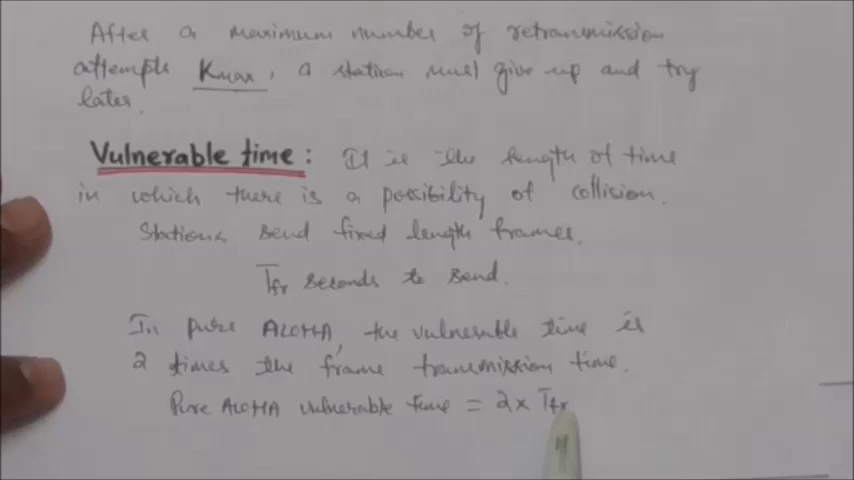 After a maximum number of retransmission
attempts Kmax, a station must give up and try
later.
Vulnerable time: It is the length of time
in which there is a possibility of collision.
Stations send fixed length frames.
Tfr seconds to send.
In pure ALOHA, the vulnerable time is
2 times the frame transmission time.
Pure ALOHA vulnerable time = 2 x Tfr